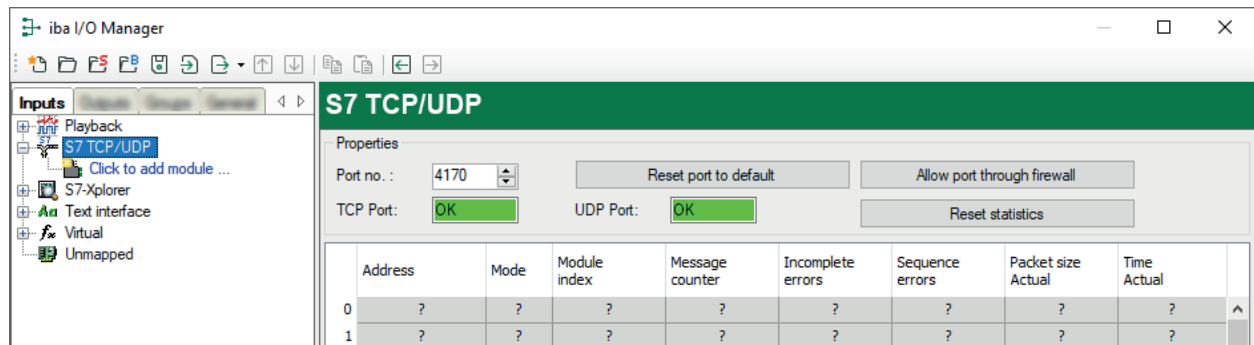 iba I/O Manager
Inputs
Playback
S7 TCP/UDP
Click to add module ...
S7-Xplorer
Text interface
Virtual
Unmapped
S7 TCP/UDP
Properties
Port no. : 4170 Reset port to default Allow port through firewall
TCP Port: OK UDP Port: OK Reset statistics
Address Mode Module index Message counter Incomplete errors Sequence errors Packet size Actual Time Actual
0 ? ? ? ? ? ? ? ?
1 ? ? ? ? ? ? ? ?